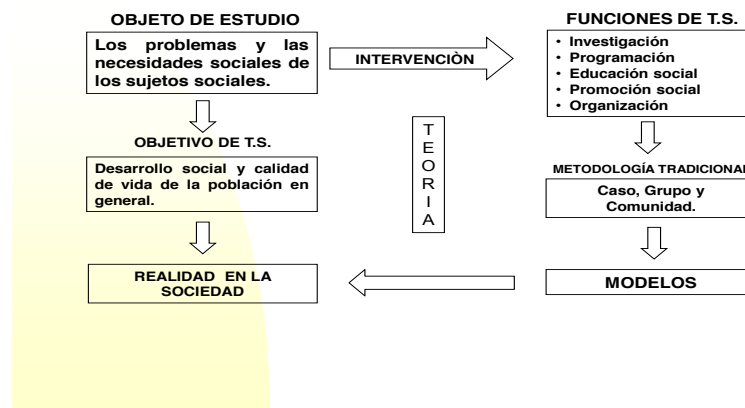 OBJETO DE ESTUDIO
Los problemas y las
necesidades sociales de
los sujetos sociales.
OBJETIVO DE T.S.
Desarrollo social y calidad
de vida de la población en
general.
REALIDAD EN LA
SOCIEDAD
INTERVENCIÒN
T
E
O
R
I
A
FUNCIONES DE T.S.
• Investigación
• Programación
• Educación social
• Promoción social
• Organización
METODOLOGÍA TRADICIONAL
Caso, Grupo y
Comunidad.
MODELOS